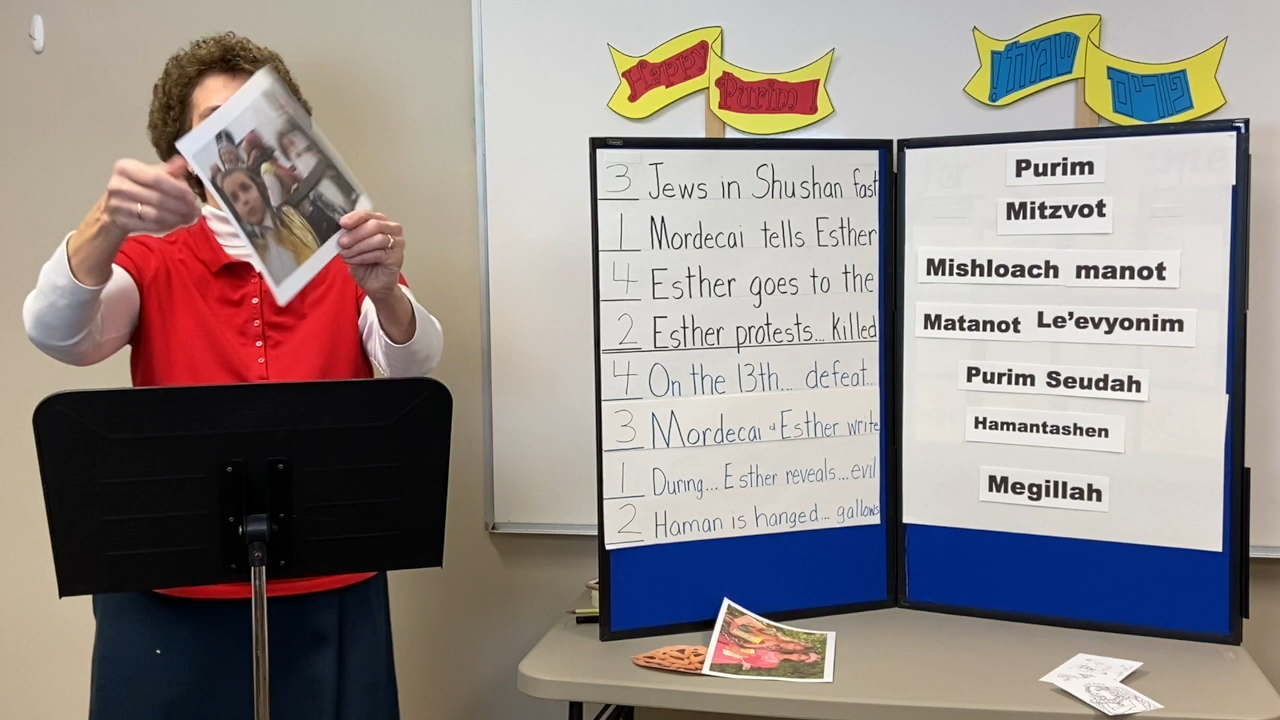 Happy Purim!
שמח! פורים
3 Jews in Shushan fast
1 Mordecai tells Esther
4 Esther goes to the
2 Esther protests... killed
4 On the 13th... defeat...
3 Mordecai & Esther write
1 During... Esther reveals...evil
2 Haman is hanged... gallows
Purim
Mitzvot
Mishloach manot
Matanot Le'evyonim
Purim Seudah
Hamantashen
Megillah